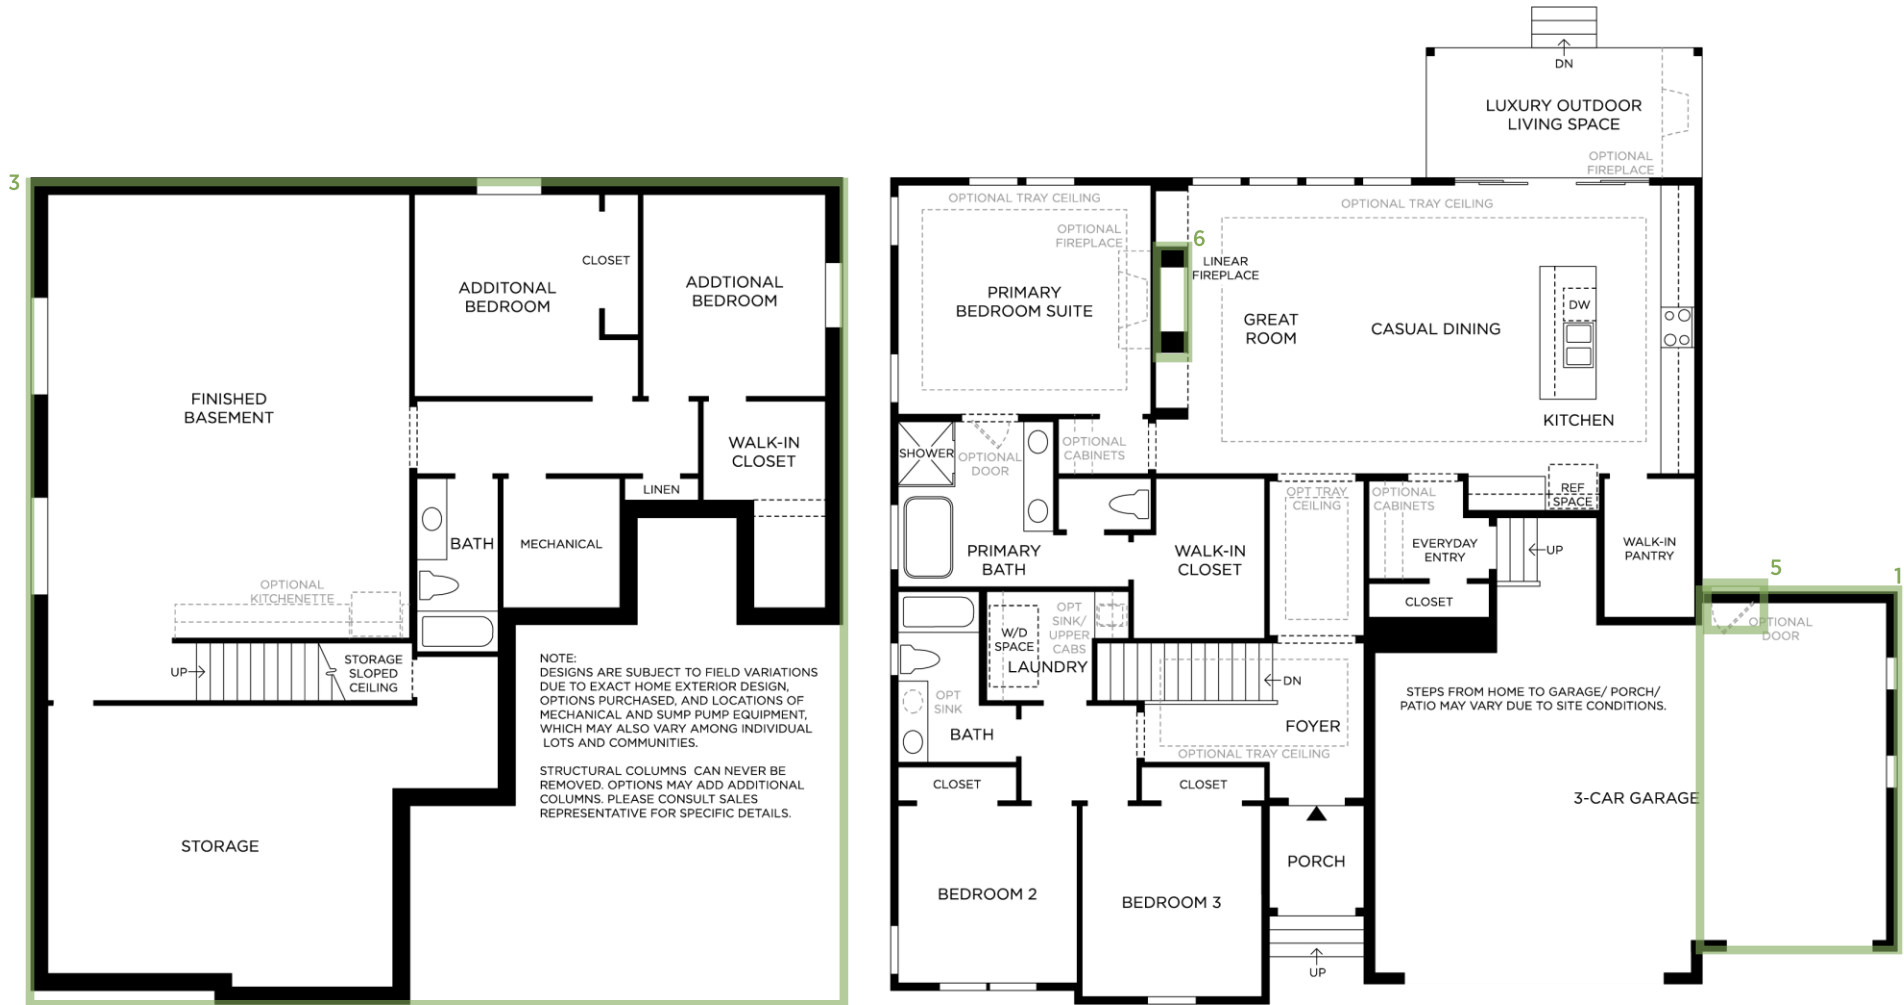 3
ADDITONAL
BEDROOM
CLOSET
ADDTIONAL
BEDROOM
FINISHED
BASEMENT
WALK-IN
CLOSET
LINEN
BATH
MECHANICAL
OPTIONAL
KITCHENETTE
UP
STORAGE
SLOPED
CEILING
NOTE:
DESIGNS ARE SUBJECT TO FIELD VARIATIONS
DUE TO EXACT HOME EXTERIOR DESIGN,
OPTIONS PURCHASED, AND LOCATIONS OF
MECHANICAL AND SUMP PUMP EQUIPMENT,
WHICH MAY ALSO VARY AMONG INDIVIDUAL
LOTS AND COMMUNITIES.
STRUCTURAL COLUMNS CAN NEVER BE
REMOVED. OPTIONS MAY ADD ADDITIONAL
COLUMNS. PLEASE CONSULT SALES
REPRESENTATIVE FOR SPECIFIC DETAILS.
STORAGE
DN
LUXURY OUTDOOR
LIVING SPACE
OPTIONAL
FIREPLACE
OPTIONAL TRAY CEILING
OPTIONAL TRAY CEILING
OPTIONAL
FIREPLACE
6
LINEAR
FIREPLACE
PRIMARY
BEDROOM SUITE
GREAT
ROOM
CASUAL DINING
DW
KITCHEN
SHOWER
OPTIONAL
DOOR
OPTIONAL
CABINETS
OPT TRAY
CEILING
OPTIONAL
CABINETS
REF
SPACE
PRIMARY
BATH
WALK-IN
CLOSET
EVERYDAY
ENTRY
UP
WALK-IN
PANTRY
CLOSET
5
1
OPTIONAL
DOOR
W/D
SPACE
OPT
SINK/
UPPER
CABS
LAUNDRY
OPT
SINK
DN
BATH
FOYER
OPTIONAL TRAY CEILING
STEPS FROM HOME TO GARAGE/ PORCH/
PATIO MAY VARY DUE TO SITE CONDITIONS.
CLOSET
CLOSET
3-CAR GARAGE
PORCH
BEDROOM 2
BEDROOM 3
UP